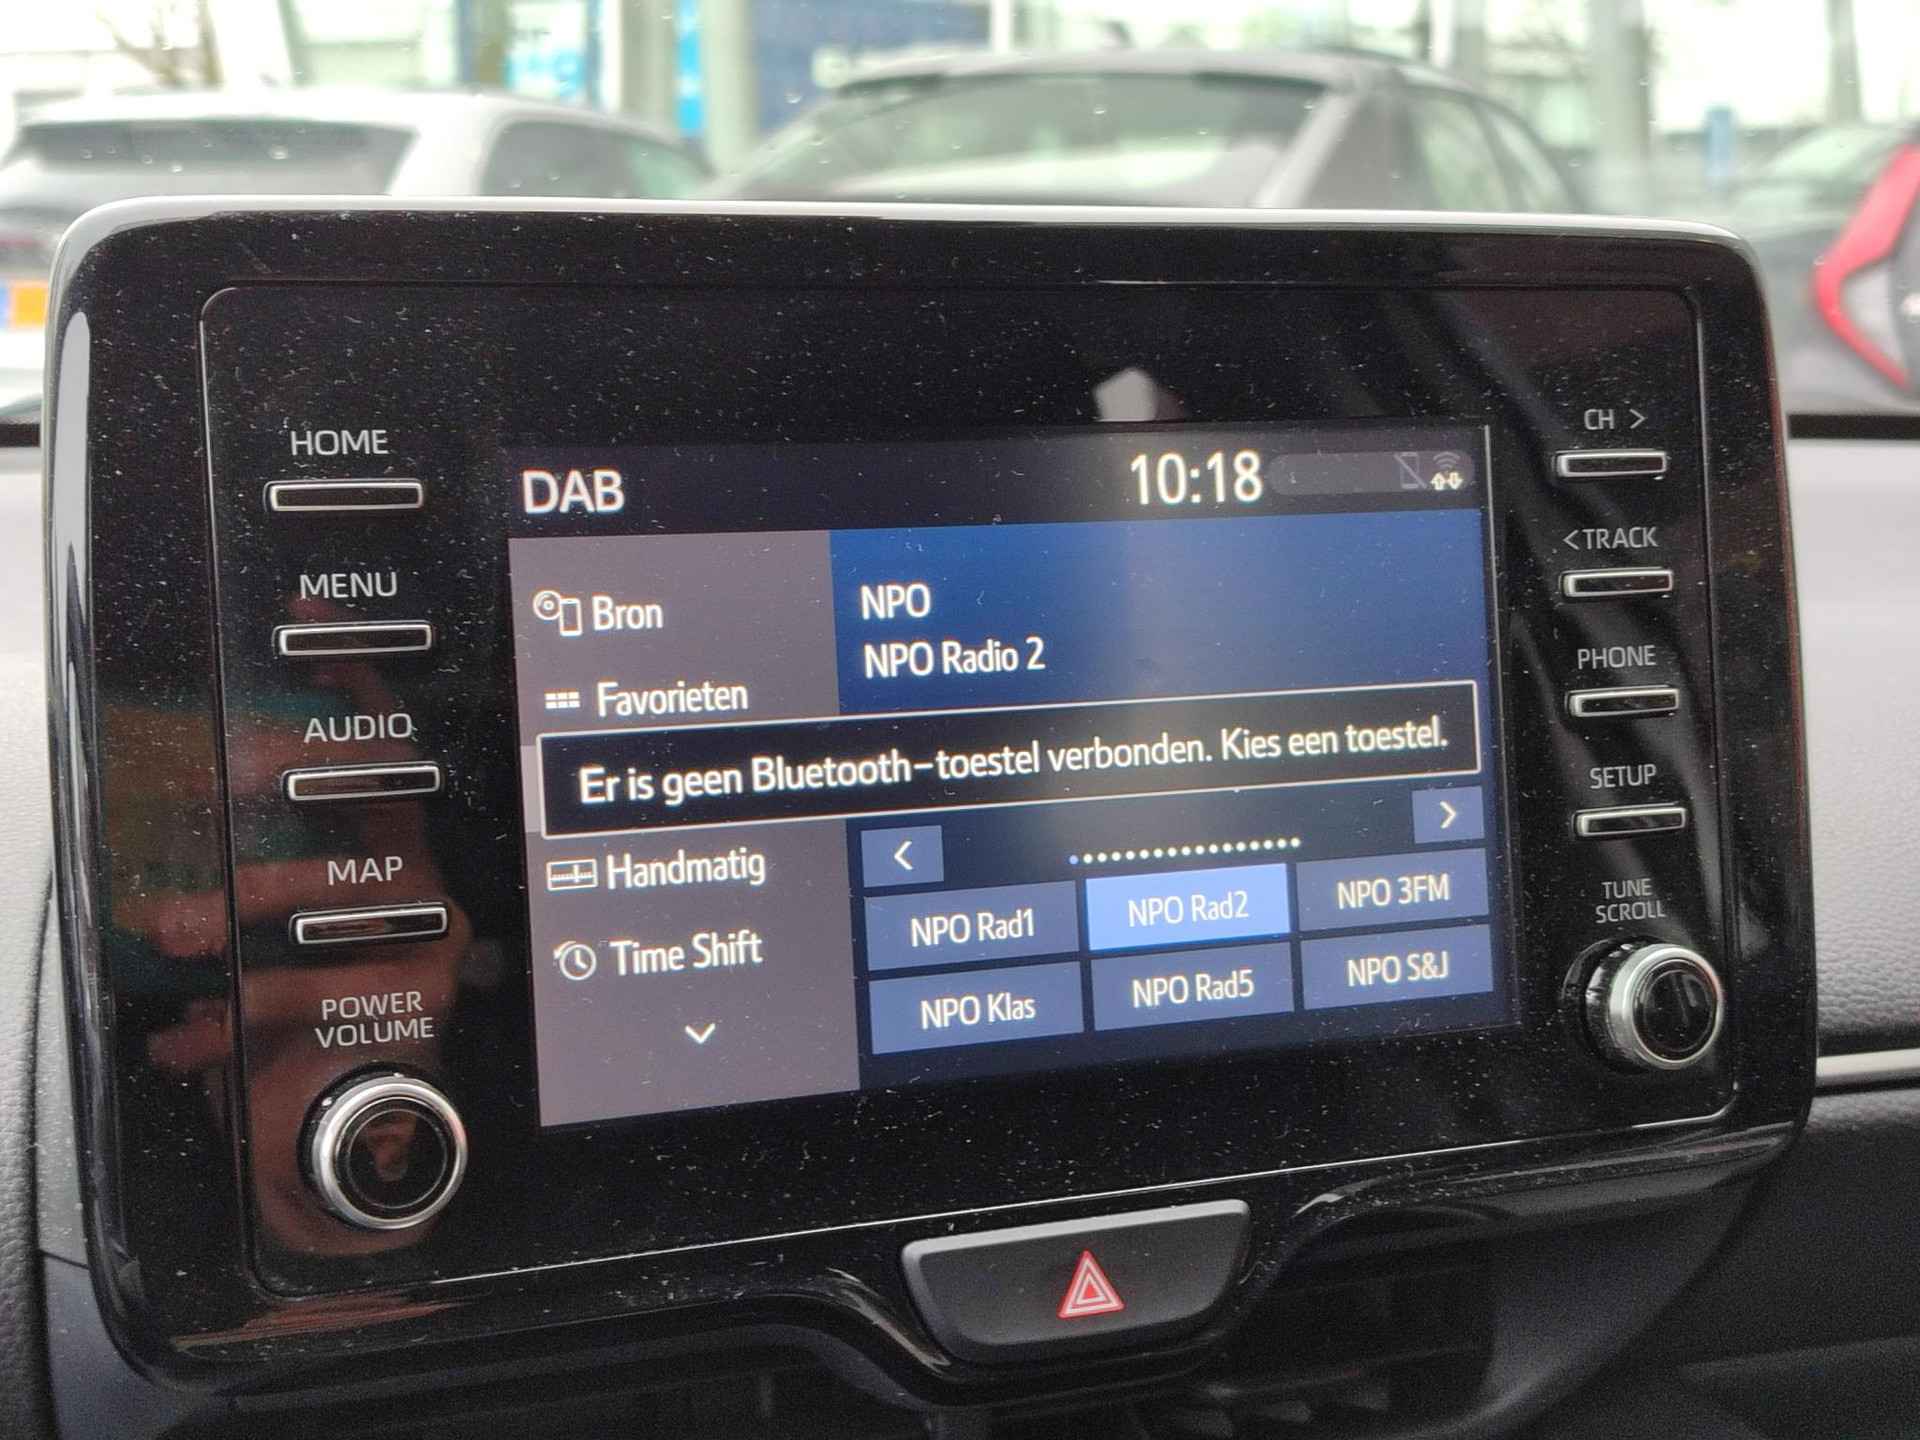 HOME
MENU
AUDIO
MAP
POWER
VOLUME
DAB
10:18
Bron
Favorieten
NPO
NPO Radio 2
Er is geen Bluetooth-toestel verbonden. Kies een toestel.
Handmatig
Time Shift
< >
NPO Rad1
NPO Rad2
NPO 3FM
NPO Klas
NPO Rad5
NPO S&J
CH >
<TRACK
PHONE
SETUP
TUNE
SCROLL